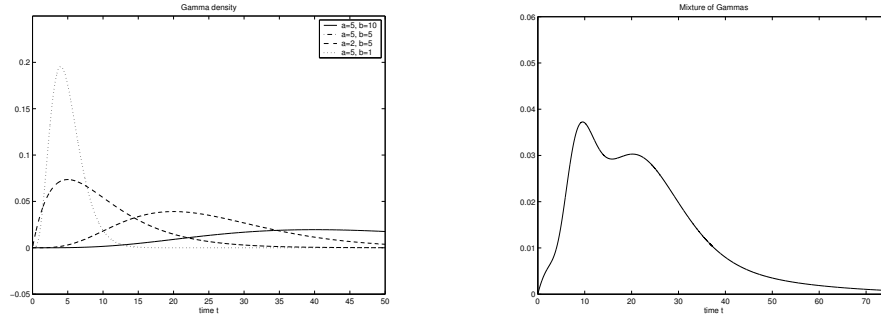 Gamma density
a=5, b=10
a=5, b=5
a=2, b=5
a=5, b=1
0.2
0.15
0.1
0.05
0
−0.05
0 5 10 15 20 25 30 35 40 45 50
time t
Mixture of Gammas
0.06
0.05
0.04
0.03
0.02
0.01
0
0 10 20 30 40 50 60 70
time t